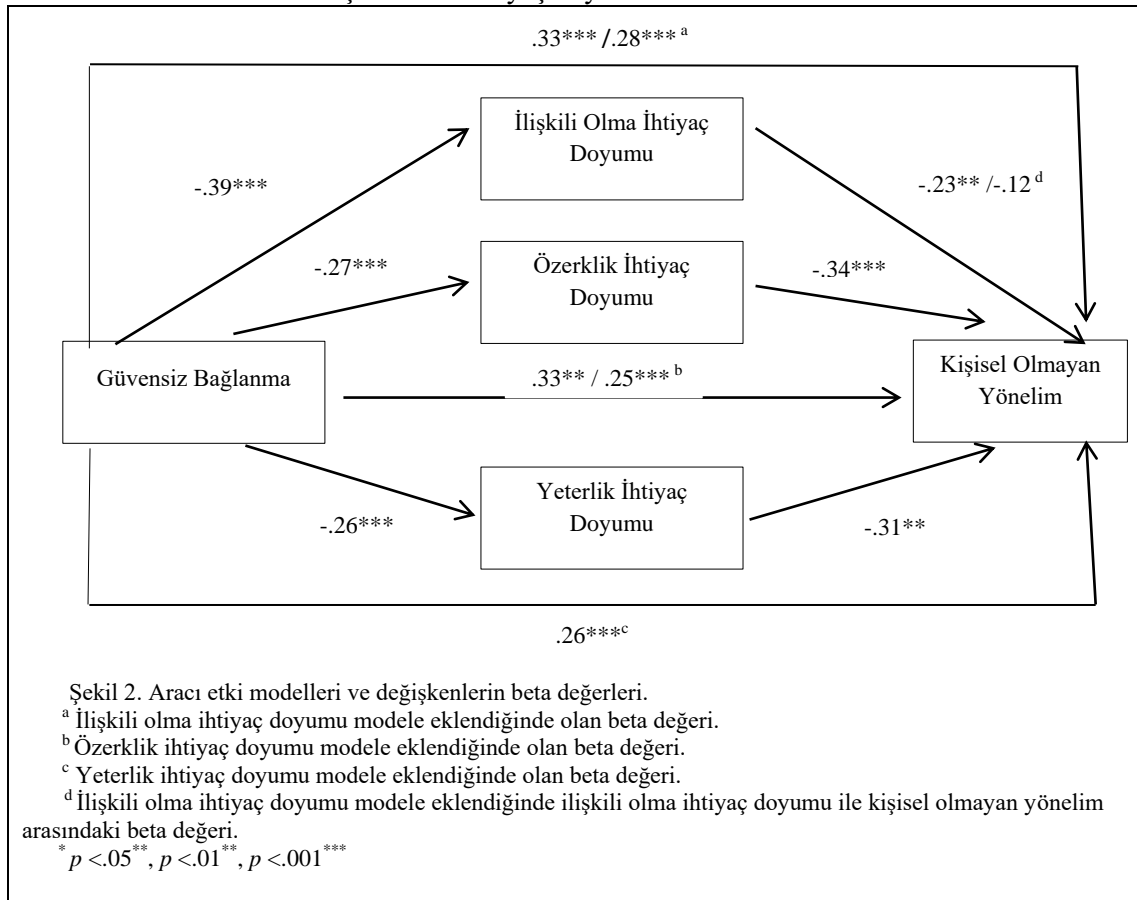 .33*** /.28*** a
İlişkili Olma İhtiyaç
Doyumu
-.39***
-.23** /-.12 d
Özerklik İhtiyaç
Doyumu
-.27***
-.34***
Güvensiz Bağlanma
.33** / .25*** b
Kişisel Olmayan
Yönelim
Yeterlik İhtiyaç
Doyumu
-.26***
-.31**
.26***c
Şekil 2. Aracı etki modelleri ve değişkenlerin beta değerleri.
a İlişkili olma ihtiyaç doyumu modele eklendiğinde olan beta değeri.
b Özerklik ihtiyaç doyumu modele eklendiğinde olan beta değeri.
c Yeterlik ihtiyaç doyumu modele eklendiğinde olan beta değeri.
d İlişkili olma ihtiyaç doyumu modele eklendiğinde ilişkili olma ihtiyaç doyumu ile kişisel olmayan yönelim
arasındaki beta değeri.
* p <.05**, p <.01**, p <.001***